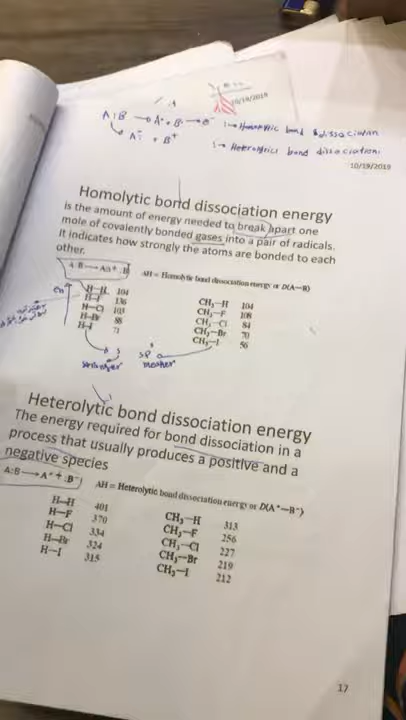 10/19/2019
A:B → A· + B·
1→ Homolytic bond dissociation
A:⁻ + B⁺
10/19/2019
Homolytic bond dissociation energy
is the amount of energy needed to break apart one
mole of covalently bonded gases into a pair of radicals.
It indicates how strongly the atoms are bonded to each
other.
ΔH = Homolytic bond dissociation energy or D(A—B)
H—H 104
H—F 136
H—Cl 103
H—Br 88
H—I 71
CH₃—H 104
CH₃—F 108
CH₃—Cl 84
CH₃—Br 70
CH₃—I 56
stronger
weaker
Heterolytic bond dissociation energy
The energy required for bond dissociation in a
process that usually produces a positive and a
negative species
A:B → A⁺ + :B⁻
ΔH = Heterolytic bond dissociation energy or D(A⁺—B⁻)
H—H 401
H—F 370
H—Cl 334
H—Br 324
H—I 315
CH₃—H 313
CH₃—F 256
CH₃—Cl 227
CH₃—Br 219
CH₃—I 212
17